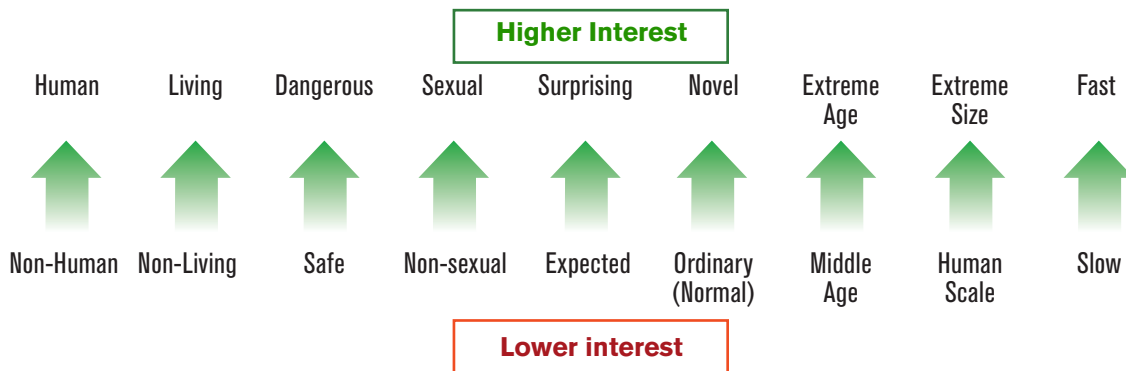 Higher Interest
Human Living Dangerous Sexual Surprising Novel Extreme Extreme Fast
Age Size
Non-Human Non-Living Safe Non-sexual Expected Ordinary Middle Human Slow
(Normal) Age Scale
Lower interest